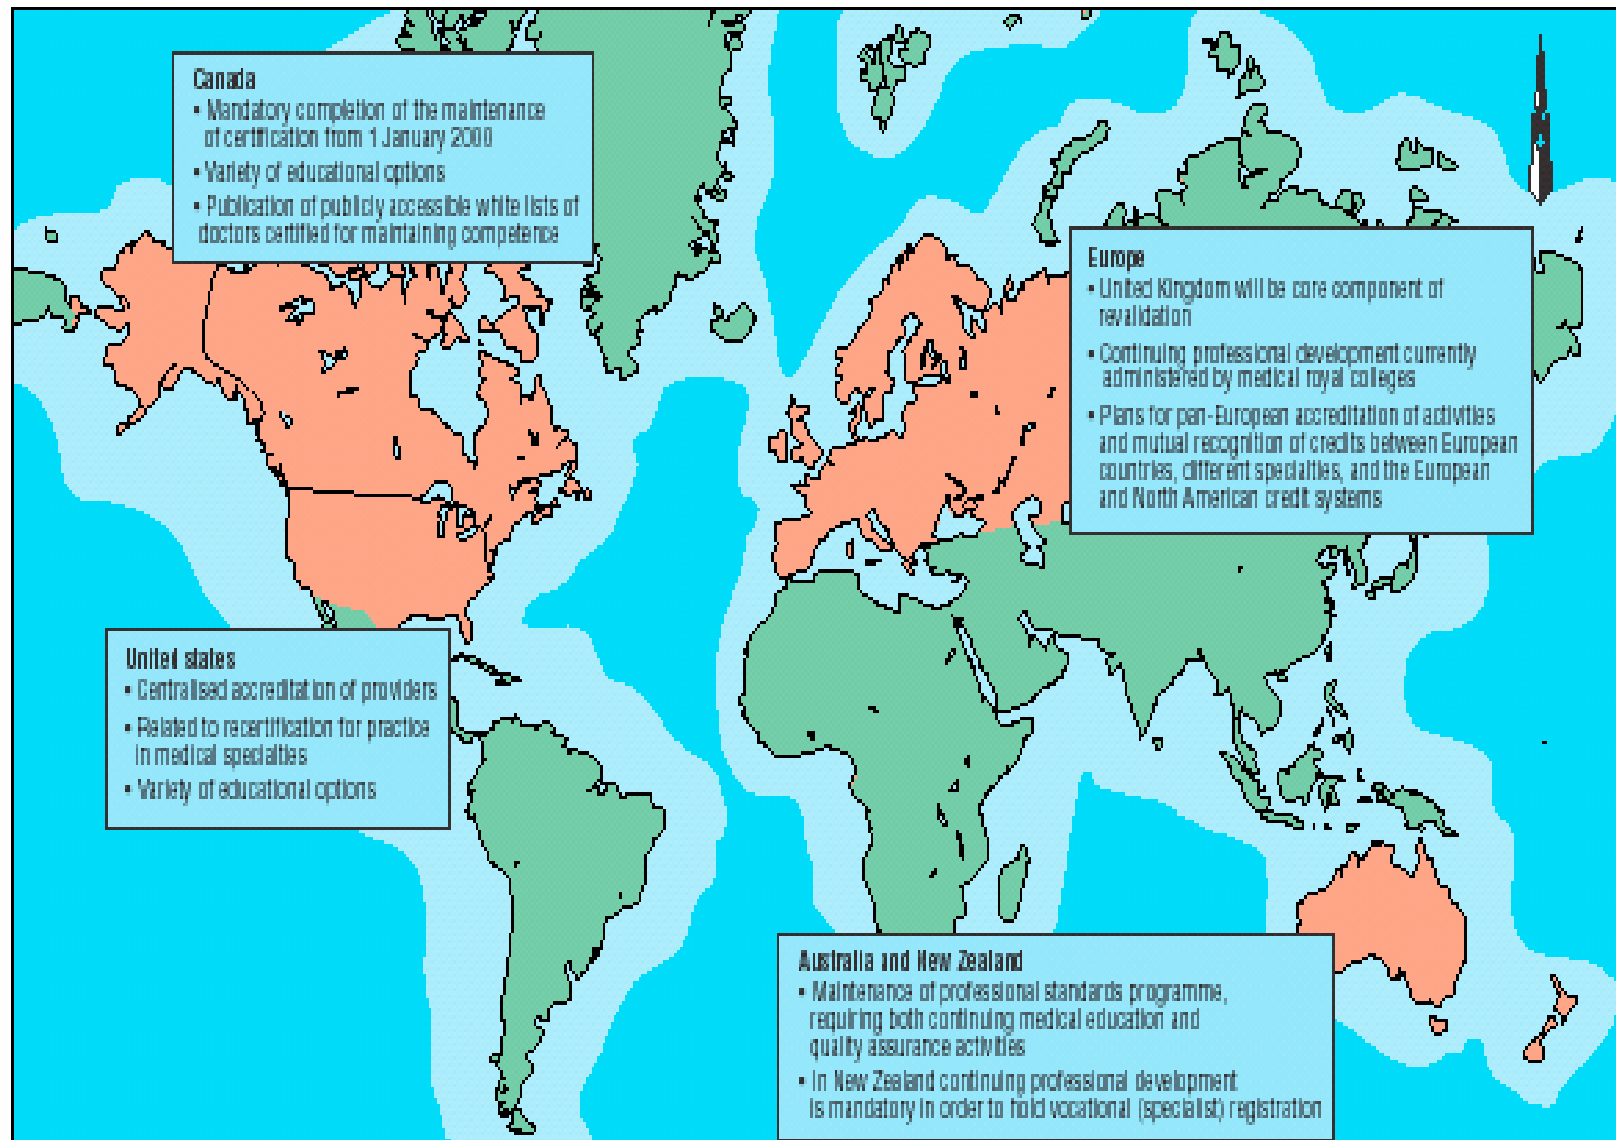 Canada
• Mandatory completion of the maintenance
of certification from 1 January 2000
• Variety of educational options
• Publication of publicly accessible white lists of
doctors certified for maintaining competence
Europe
• United Kingdom will be core component of
revalidation
• Continuing professional development currently
administered by medical royal colleges
• Plans for pan-European accreditation of activities
and mutual recognition of credits between European
countries, different specialties, and the European
and North American credit systems
United states
• Centralised accreditation of providers
• Related to recertification for practice
in medical specialties
• Variety of educational options
Australia and New Zealand
• Maintenance of professional standards programme,
requiring both continuing medical education and
quality assurance activities
• In New Zealand continuing professional development
is mandatory in order to hold vocational (specialist) registration